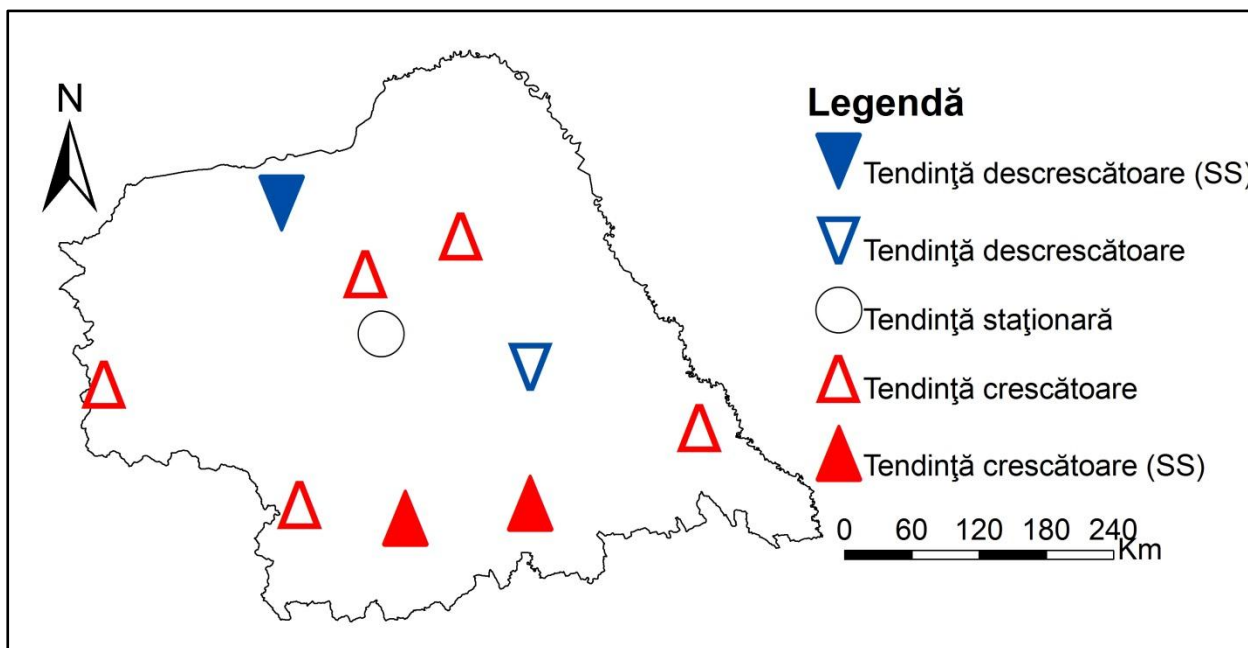 N
Legendă
Tendinţă descrescătoare (SS)
Tendinţă descrescătoare
Tendinţă staţionară
Tendinţă crescătoare
Tendinţă crescătoare (SS)
0 60 120 180 240
Km